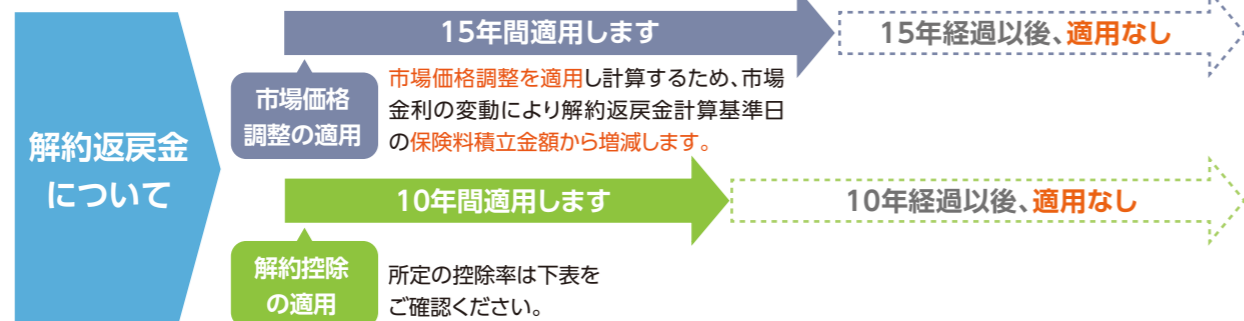 解約返戻金
について
15年間適用します
15年経過以後、適用なし
市場価格
調整の適用
市場価格調整を適用し計算するため、市場
金利の変動により解約返戻金計算基準日
の保険料積立金額から増減します。
10年間適用します
10年経過以後、適用なし
解約控除
の適用
所定の控除率は下表を
ご確認ください。